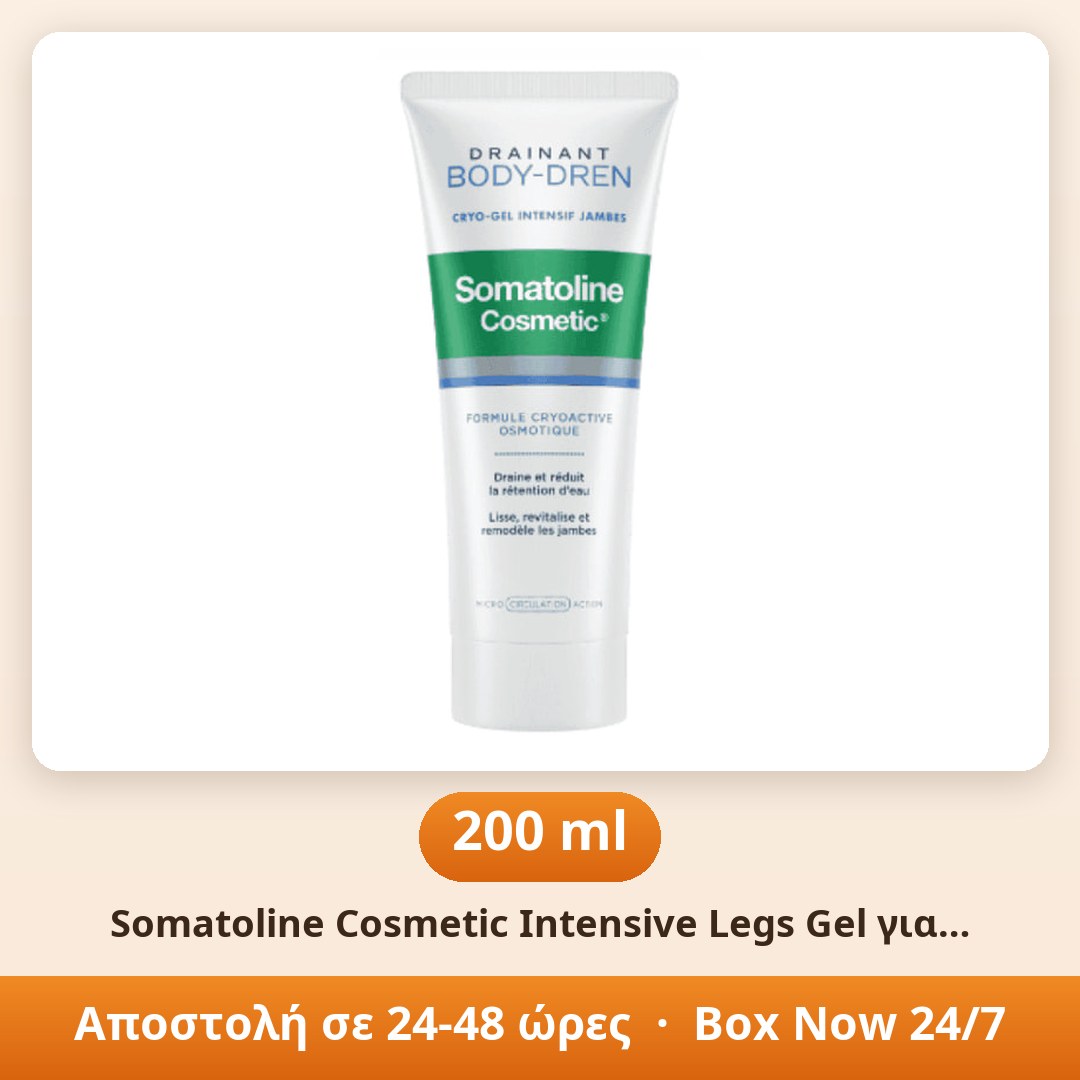 DRAINANT
BODY-DREN
CRYO-GEL INTENSIF JAMBES
Somatoline
Cosmetic®
FORMULE CRYOACTIVE
OSMOTIQUE
Draine et réduit
la rétention d'eau
Lisse, revitalise et
remodèle les jambes
MICRO CIRCULATION ACTION
200 ml
Somatoline Cosmetic Intensive Legs Gel για...
Αποστολή σε 24-48 ώρες · Box Now 24/7